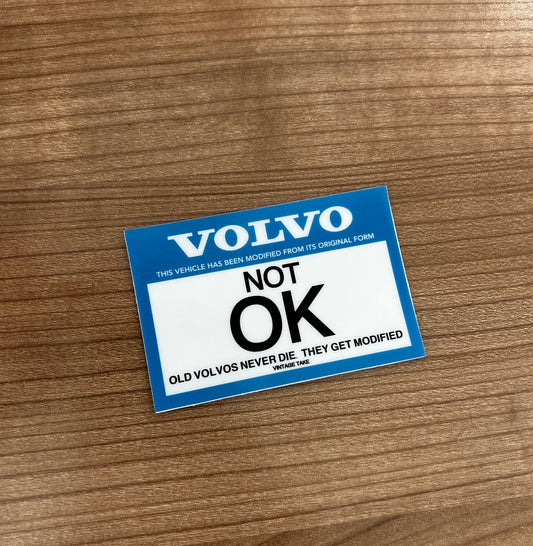 VOLVO
THIS VEHICLE HAS BEEN MODIFIED FROM ITS ORIGINAL FORM
NOT
OK
OLD VOLVOS NEVER DIE THEY GET MODIFIED
VINTAGE TAKE